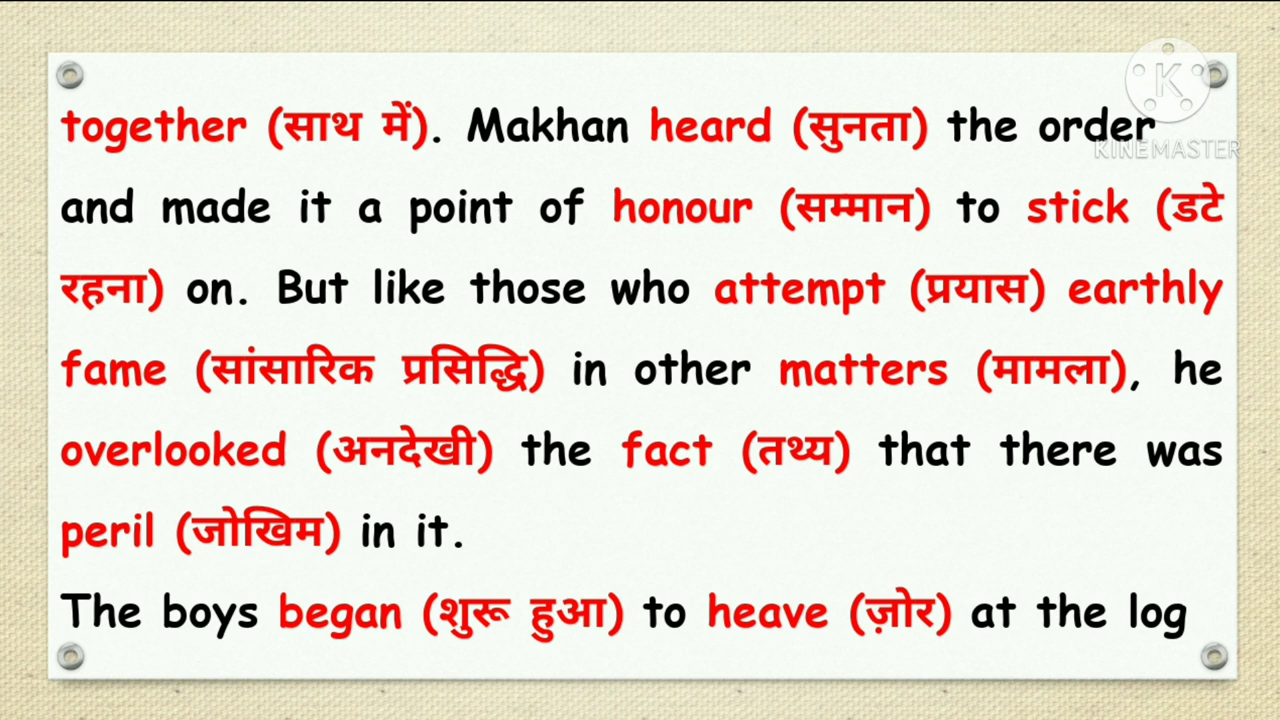 together (साथ में). Makhan heard (सुनता) the order
and made it a point of honour (सम्मान) to stick (डटे
रहना) on. But like those who attempt (प्रयास) earthly
fame (सांसारिक प्रसिद्धि) in other matters (मामला), he
overlooked (अनदेखी) the fact (तथ्य) that there was
peril (जोखिम) in it.
The boys began (शुरू हुआ) to heave (ज़ोर) at the log
K
KINEMASTER